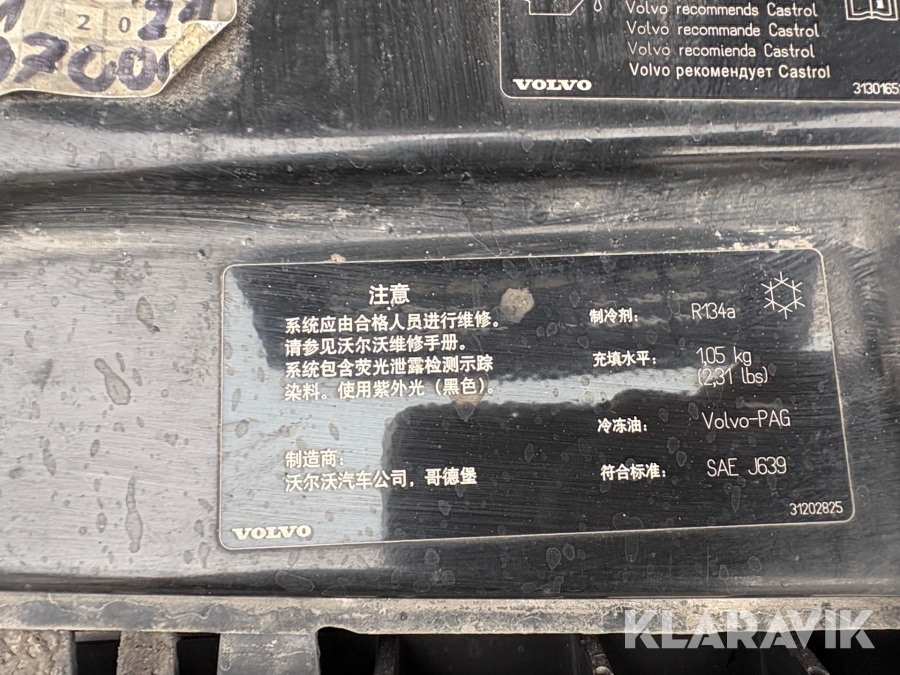 2021
Volvo recommends Castrol
Volvo recommande Castrol
Volvo recomienda Castrol
Volvo рекомендует Castrol
VOLVO
注意
系统应由合格人员进行维修。
请参见沃尔沃维修手册。
系统包含荧光泄露检测示踪
染料。使用紫外光（黑色）。
制造商:
沃尔沃汽车公司，哥德堡
VOLVO
制冷剂: R134a
充填水平: 1,05 kg
(2,31 lbs)
冷冻油: Volvo-PAG
符合标准: SAE J639
31202825
KLARAVIK